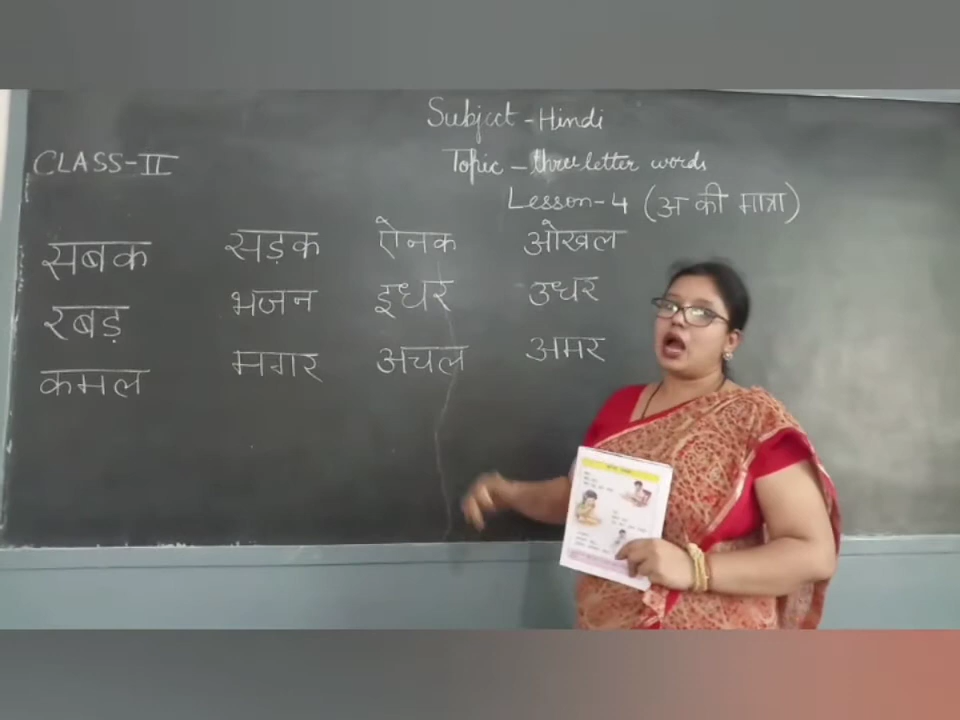 Subject - Hindi
CLASS-II
Topic - three letter words
Lesson-4 (अ की मात्रा)
सबक सड़क ऐनक ओखल
रबड़ भजन इधर उधर
कमल मगर अचल अमर